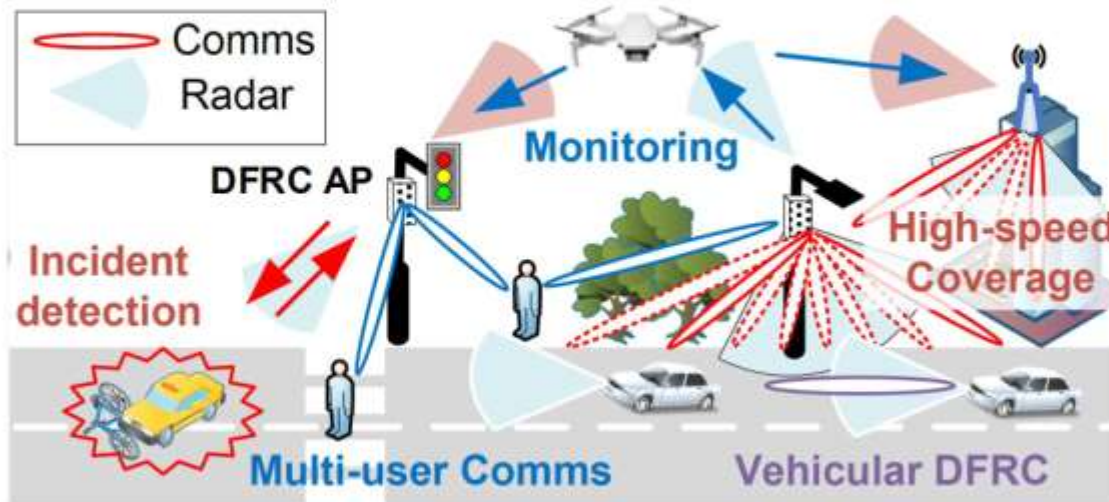 Comms
Radar
Monitoring
DFRC AP
High-speed
Coverage
Incident
detection
Multi-user Comms
Vehicular DFRC